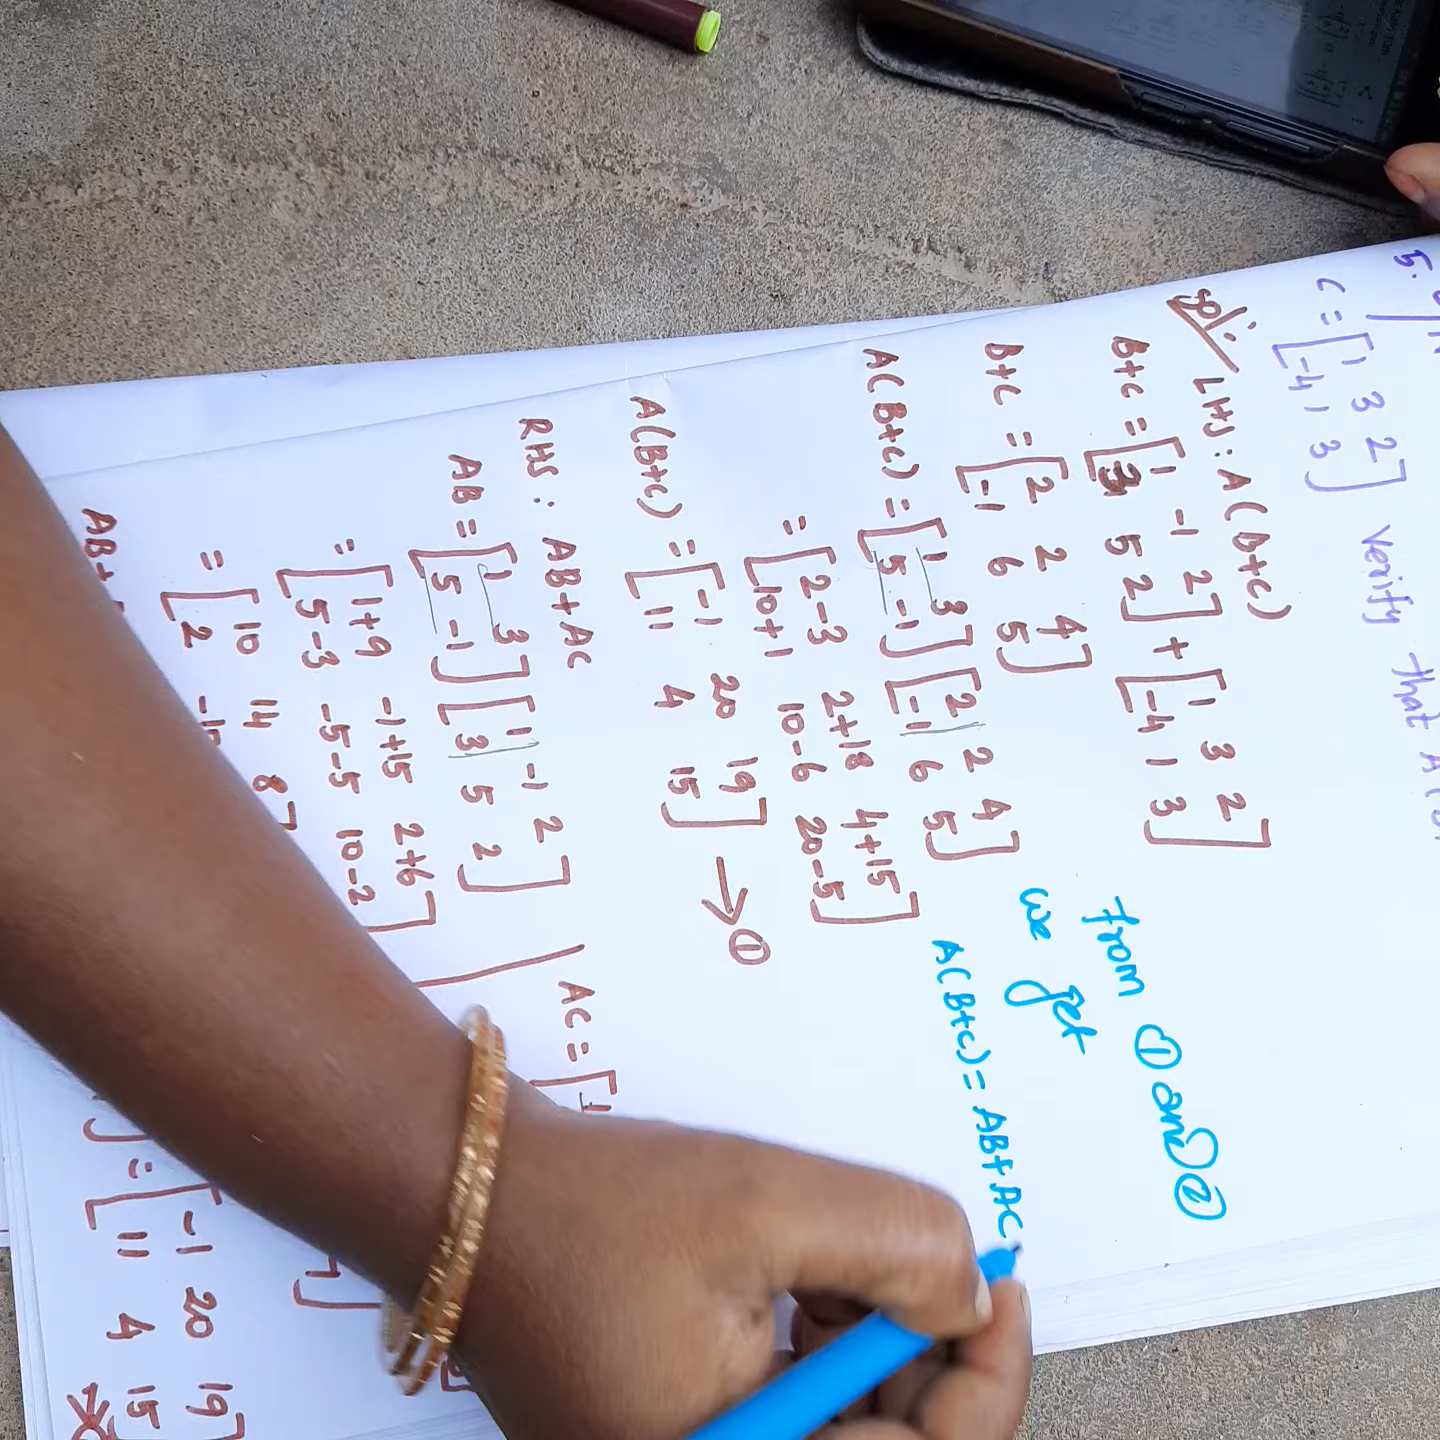 5.
C = [1 3 2
-4 1 3] Verify that A(B
Sol:- LHS: A(B+C)
B+C = [1 -1 2
3 5 2] + [1 3 2
-4 1 3]
B+C = [2 2 4
-1 6 5]
A(B+C) = [1 3
5 -1] [2 2 4
-1 6 5]
= [2-3 2+18 4+15
10+1 10-6 20-5]
A(B+C) = [-1 20 19
11 4 15] → ①
RHS: AB+AC
AB = [1 3
5 -1] [1 -1 2
3 5 2]
= [1+9 -1+15 2+6
5-3 -5-5 10-2]
= [10 14 8]
[2
AB+
AC = [1
= [-1 20 19
11 4 15]
from ① and ②
we get
A(B+C) = AB+AC